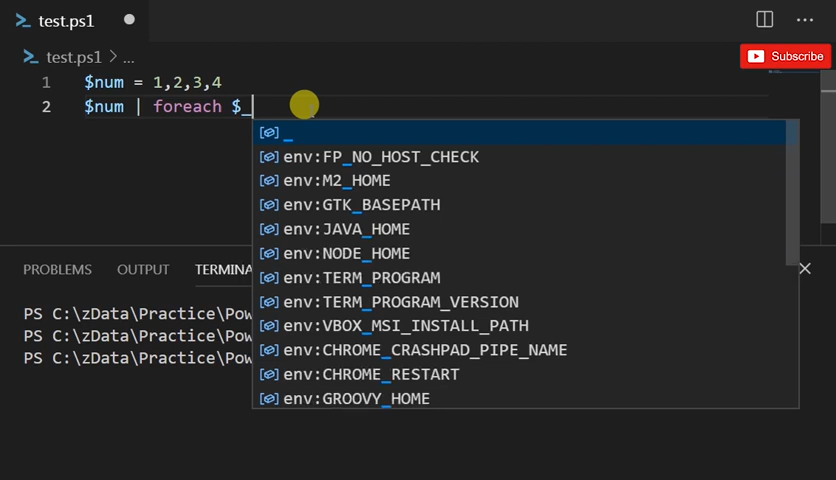 test.ps1
test.ps1 > ...
Subscribe
1 $num = 1,2,3,4
2 $num | foreach $_
_
env:FP_NO_HOST_CHECK
env:M2_HOME
env:GTK_BASEPATH
env:JAVA_HOME
env:NODE_HOME
env:TERM_PROGRAM
env:TERM_PROGRAM_VERSION
env:VBOX_MSI_INSTALL_PATH
env:CHROME_CRASHPAD_PIPE_NAME
env:CHROME_RESTART
env:GROOVY_HOME
PROBLEMS OUTPUT TERMINA
PS C:\zData\Practice\Pow
PS C:\zData\Practice\Pow
PS C:\zData\Practice\Pow